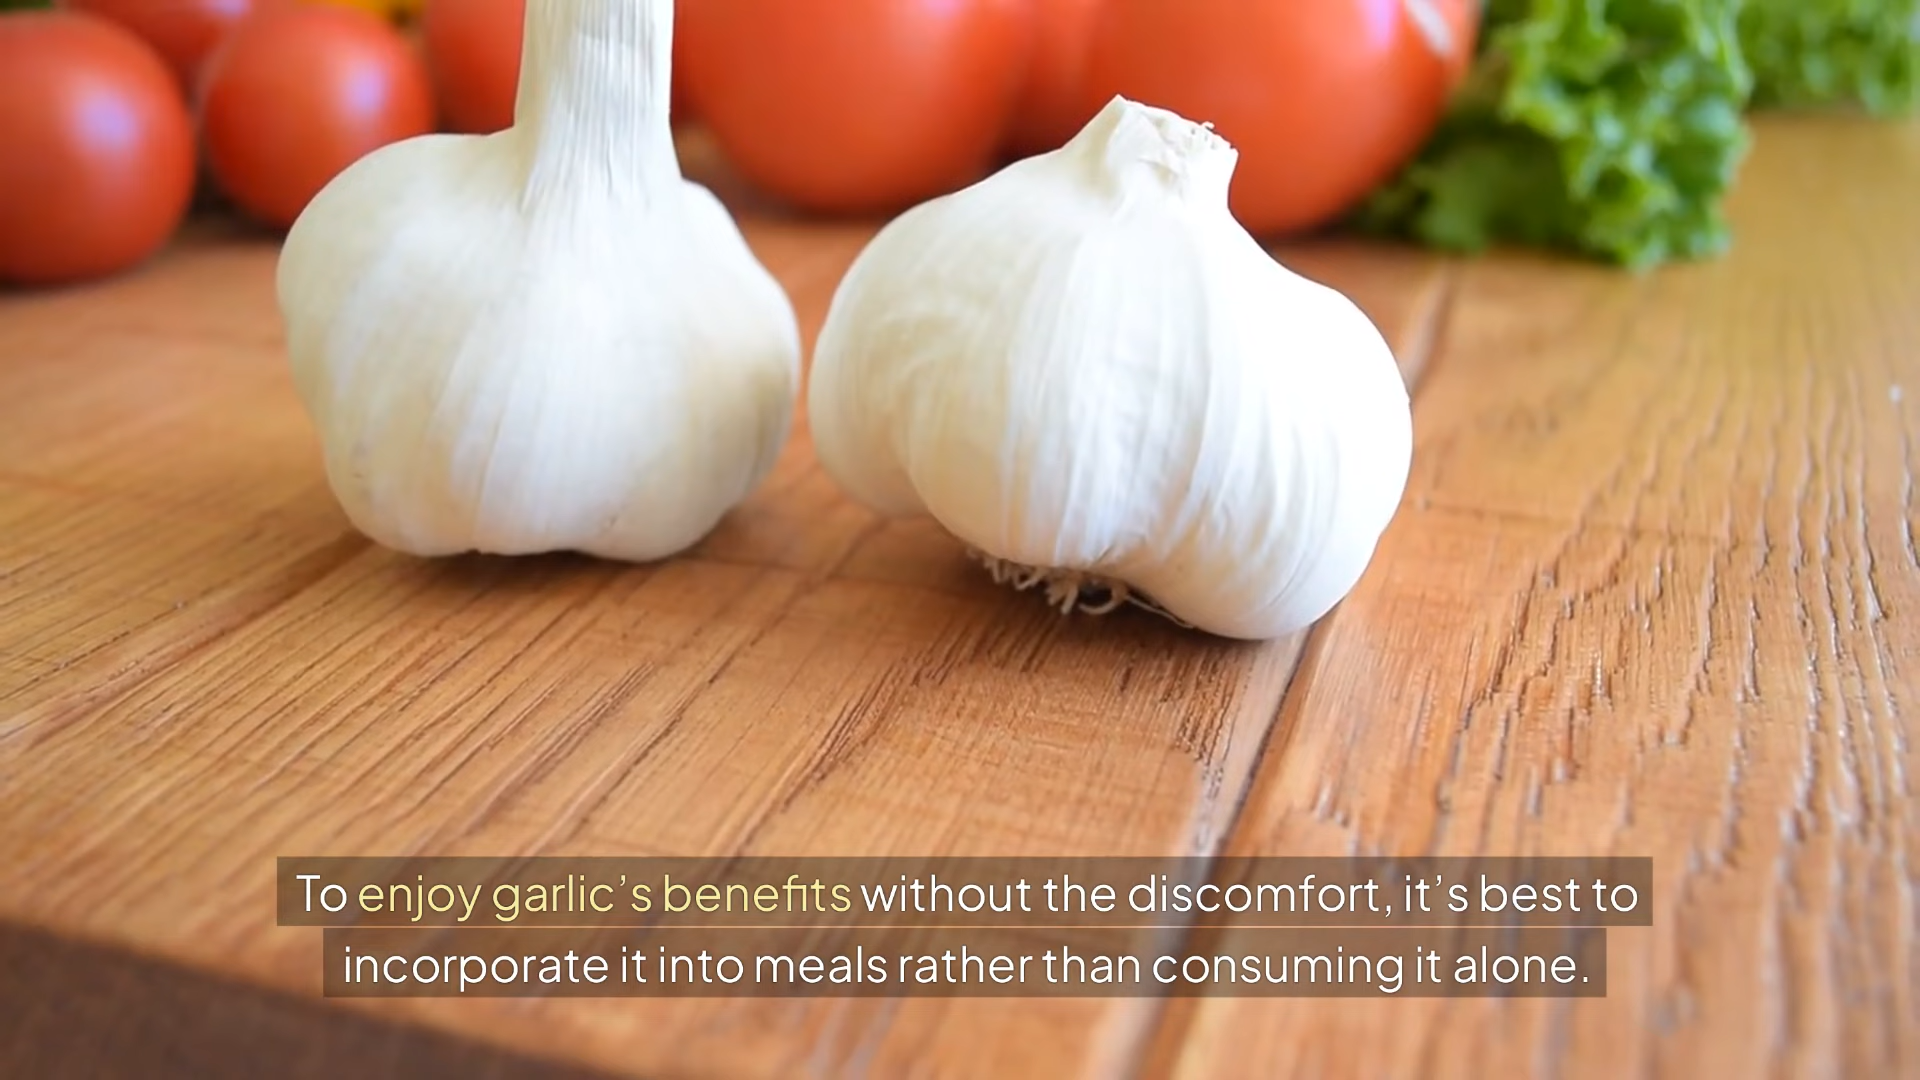 To enjoy garlic’s benefits without the discomfort, it’s best to
incorporate it into meals rather than consuming it alone.